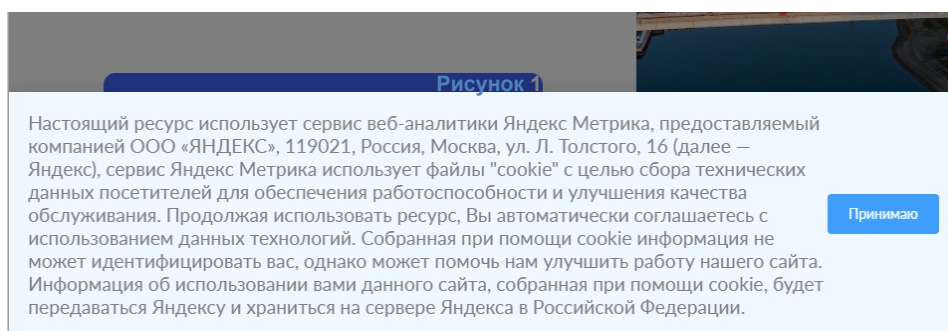 Рисунок 1
Настоящий ресурс использует сервис веб-аналитики Яндекс Метрика, предоставляемый
компанией ООО «ЯНДЕКС», 119021, Россия, Москва, ул. Л. Толстого, 16 (далее —
Яндекс), сервис Яндекс Метрика использует файлы "cookie" с целью сбора технических
данных посетителей для обеспечения работоспособности и улучшения качества
обслуживания. Продолжая использовать ресурс, Вы автоматически соглашаетесь с
использованием данных технологий. Собранная при помощи cookie информация не
может идентифицировать вас, однако может помочь нам улучшить работу нашего сайта.
Информация об использовании вами данного сайта, собранная при помощи cookie, будет
передаваться Яндексу и храниться на сервере Яндекса в Российской Федерации.
Принимаю